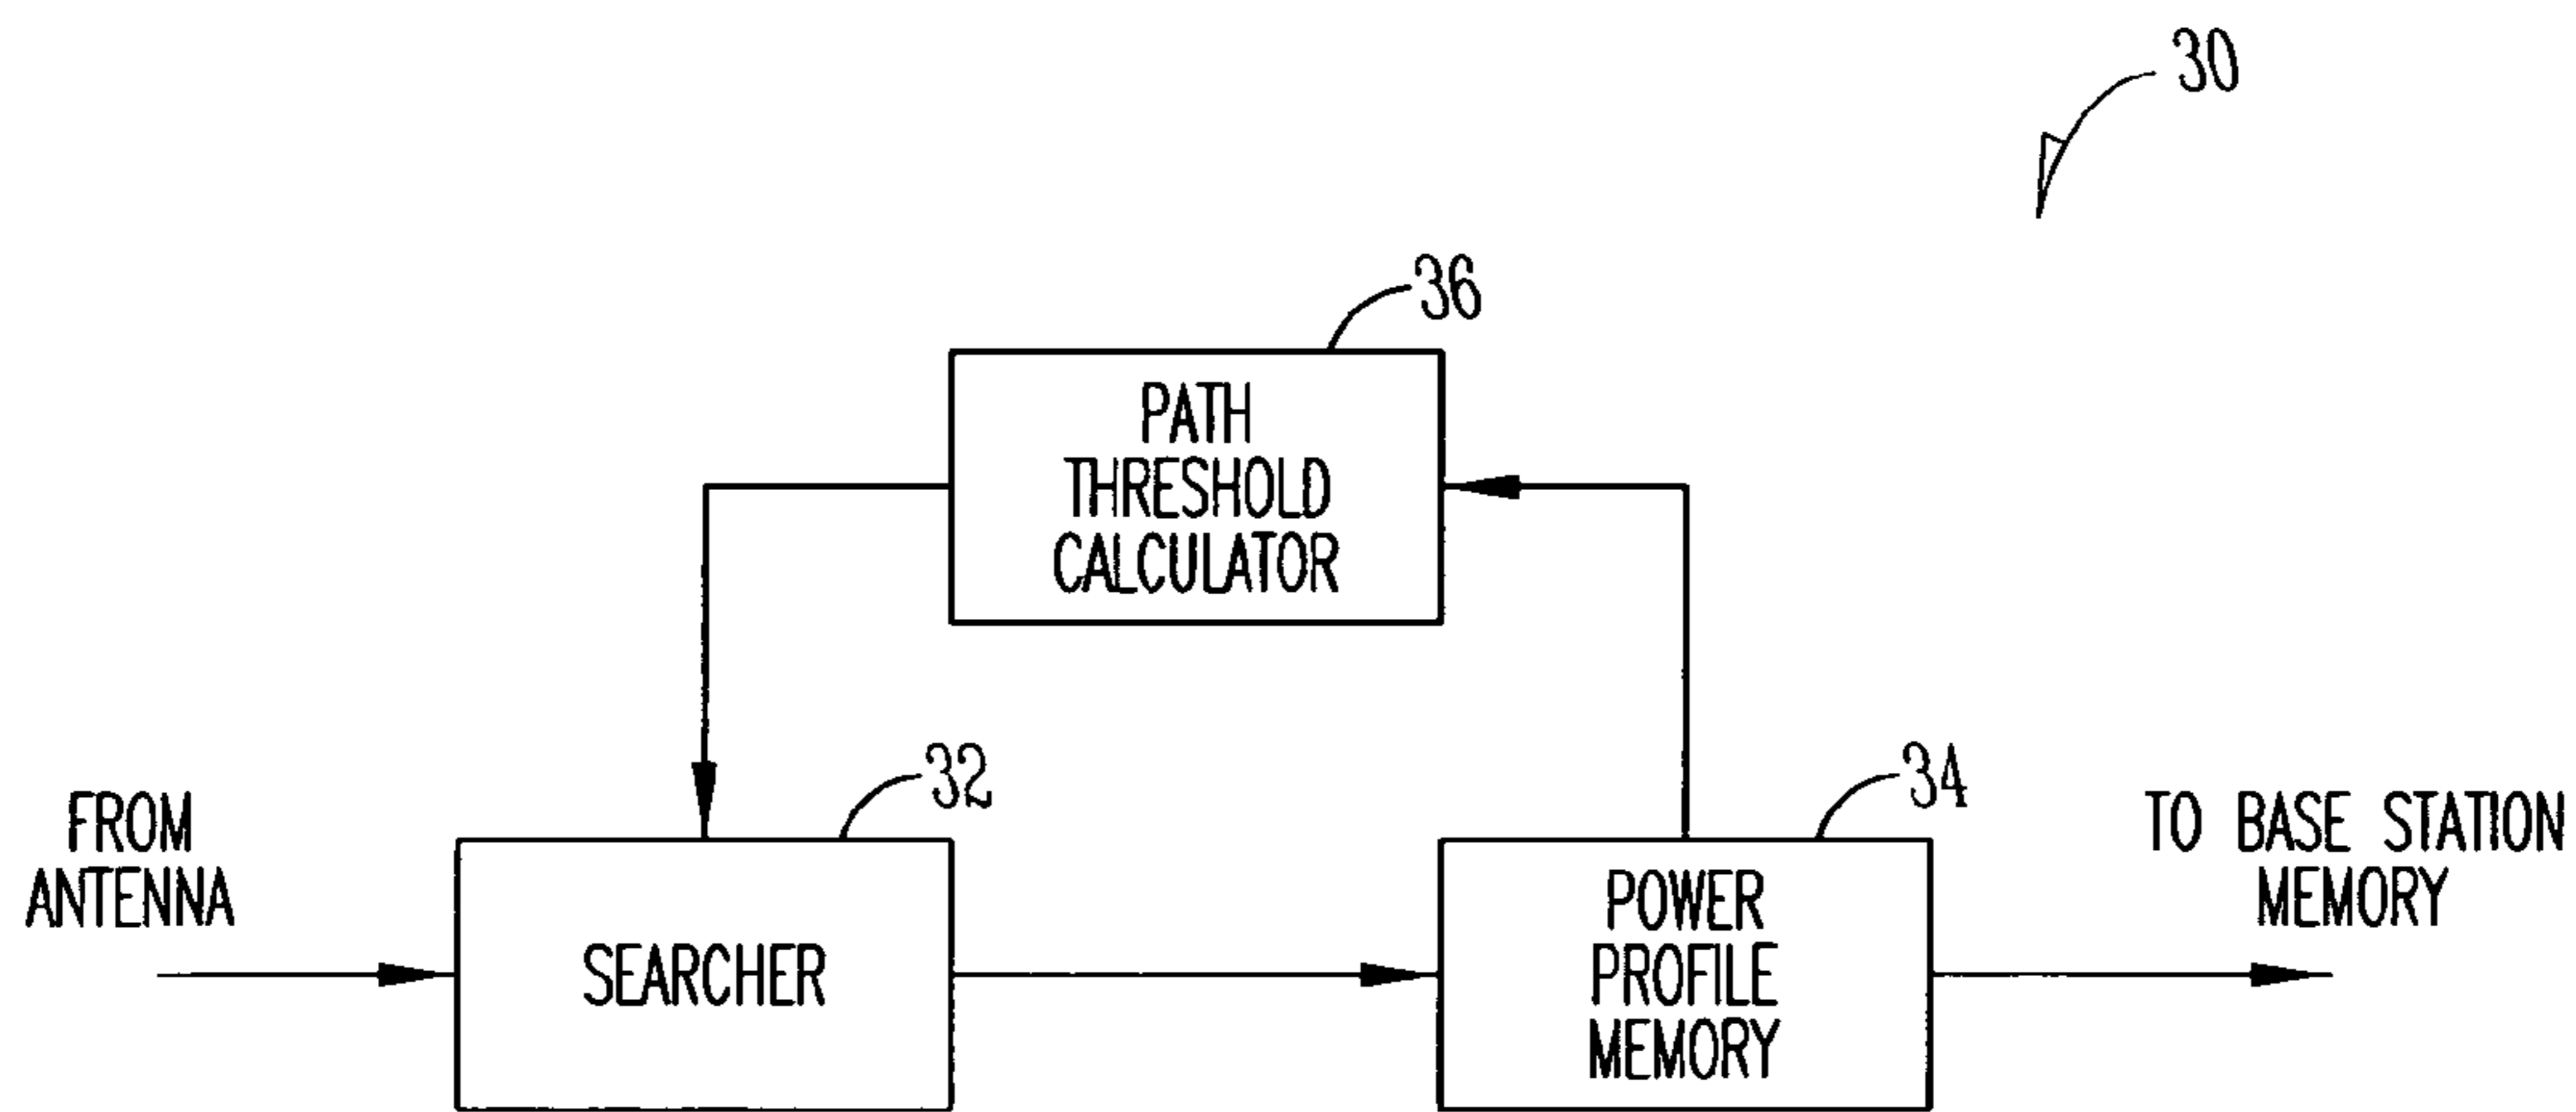 30
36
PATH
THRESHOLD
CALCULATOR
32
34
FROM
ANTENNA
SEARCHER
POWER
PROFILE
MEMORY
TO BASE STATION
MEMORY